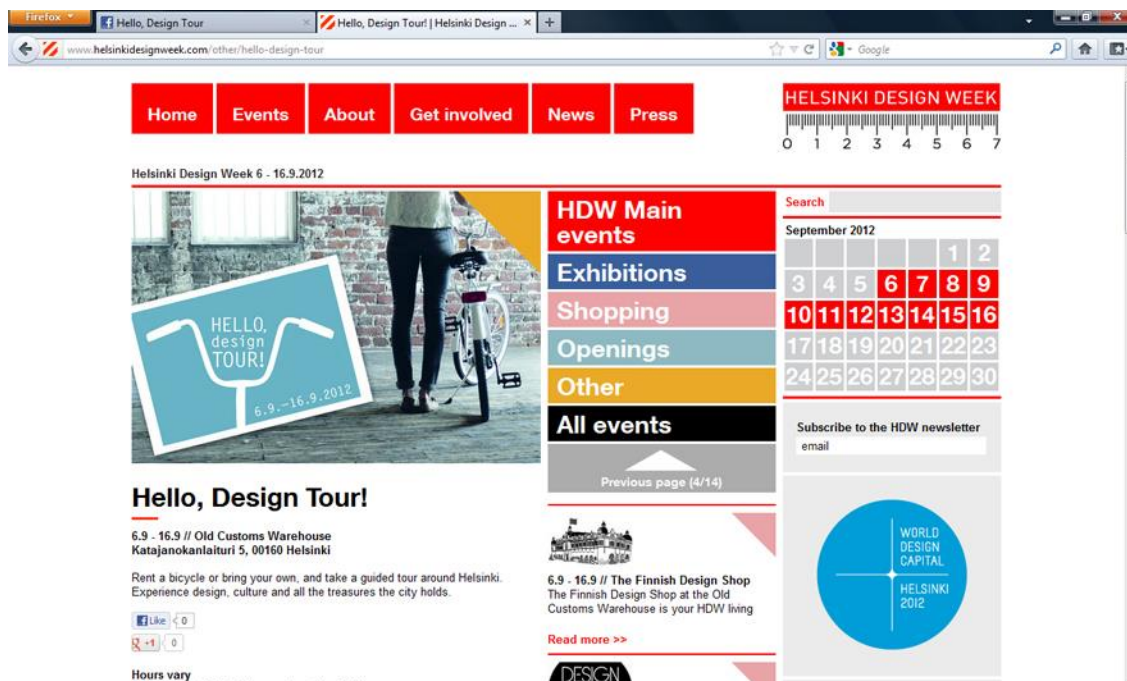 Firefox
Hello, Design Tour
Hello, Design Tour! | Helsinki Design ...
www.helsinkidesignweek.com/other/hello-design-tour
Google
Home
Events
About
Get involved
News
Press
HELSINKI DESIGN WEEK
0 1 2 3 4 5 6 7
Helsinki Design Week 6 - 16.9.2012
HELLO,
design
TOUR!
6.9.-16.9.2012
HDW Main
events
Exhibitions
Shopping
Openings
Other
All events
Previous page (4/14)
Search
September 2012
1 2
3 4 5 6 7 8 9
10 11 12 13 14 15 16
17 18 19 20 21 22 23
24 25 26 27 28 29 30
Subscribe to the HDW newsletter
email
WORLD
DESIGN
CAPITAL
HELSINKI
2012
Hello, Design Tour!
6.9 - 16.9 // Old Customs Warehouse
Katajanokanlaituri 5, 00160 Helsinki
Rent a bicycle or bring your own, and take a guided tour around Helsinki.
Experience design, culture and all the treasures the city holds.
Like 0
+1 0
Hours vary
6.9 - 16.9 // The Finnish Design Shop
The Finnish Design Shop at the Old
Customs Warehouse is your HDW living
Read more >>
DESIGN